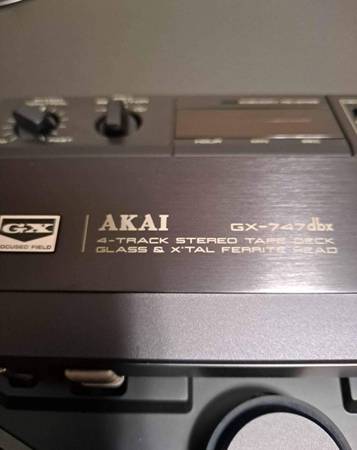 HOUR MIN SEC
GX
FOCUSED FIELD
AKAI GX-747dbx
4-TRACK STEREO TAPE DECK
GLASS & X'TAL FERRITE HEAD